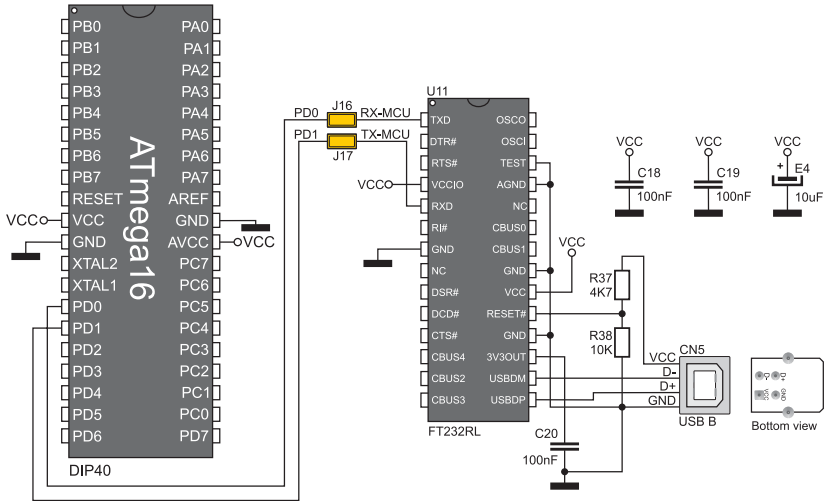 PB0
PB1
PB2
PB3
PB4
PB5
PB6
PB7
RESET
VCC
GND
XTAL2
XTAL1
PD0
PD1
PD2
PD3
PD4
PD5
PD6
ATmega16
PA0
PA1
PA2
PA3
PA4
PA5
PA6
PA7
AREF
GND
AVCC
PC7
PC6
PC5
PC4
PC3
PC2
PC1
PC0
PD7
VCC
VCC
DIP40
PD0
J16
RX-MCU
PD1
TX-MCU
J17
VCC
U11
TXD
DTR#
RTS#
VCCIO
RXD
RI#
GND
NC
DSR#
DCD#
CTS#
CBUS4
CBUS2
CBUS3
OSCO
OSCI
TEST
AGND
NC
CBUS0
CBUS1
GND
VCC
RESET#
GND
3V3OUT
USBDM
USBDP
FT232RL
VCC
R37
4K7
R38
10K
C20
100nF
VCC
C18
100nF
VCC
C19
100nF
VCC
+
E4
10uF
VCC
D-
D+
GND
CN5
USB B
D-
D+
VCC
GND
Bottom view